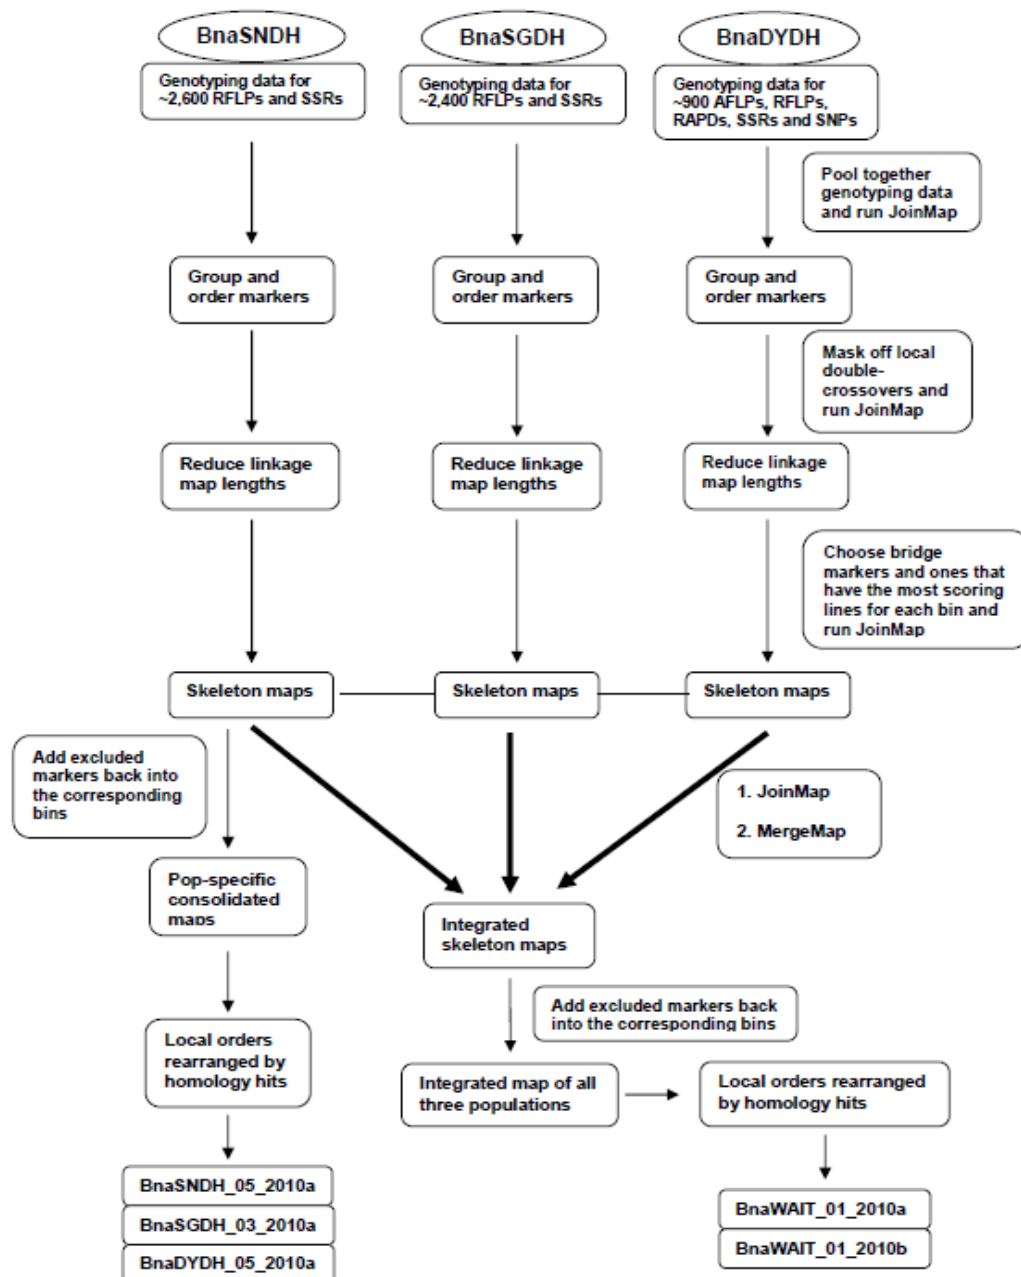 BnaSNDH
BnaSGDH
BnaDYDH
Genotyping data for
~2,600 RFLPs and SSRs
Genotyping data for
~2,400 RFLPs and SSRs
Genotyping data for
~900 AFLPs, RFLPs,
RAPDs, SSRs and SNPs
Pool together
genotyping data
and run JoinMap
Group and
order markers
Group and
order markers
Group and
order markers
Mask off local
double-
crossovers and
run JoinMap
Reduce linkage
map lengths
Reduce linkage
map lengths
Reduce linkage
map lengths
Choose bridge
markers and ones that
have the most scoring
lines for each bin and
run JoinMap
Skeleton maps
Skeleton maps
Skeleton maps
Add excluded
markers back into
the corresponding
bins
1. JoinMap
2. MergeMap
Pop-specific
consolidated
maps
Integrated
skeleton maps
Add excluded markers back
into the corresponding bins
Local orders
rearranged by
homology hits
Integrated map of all
three populations
Local orders rearranged
by homology hits
BnaSNDH_05_2010a
BnaSGDH_03_2010a
BnaDYDH_05_2010a
BnaWAIT_01_2010a
BnaWAIT_01_2010b